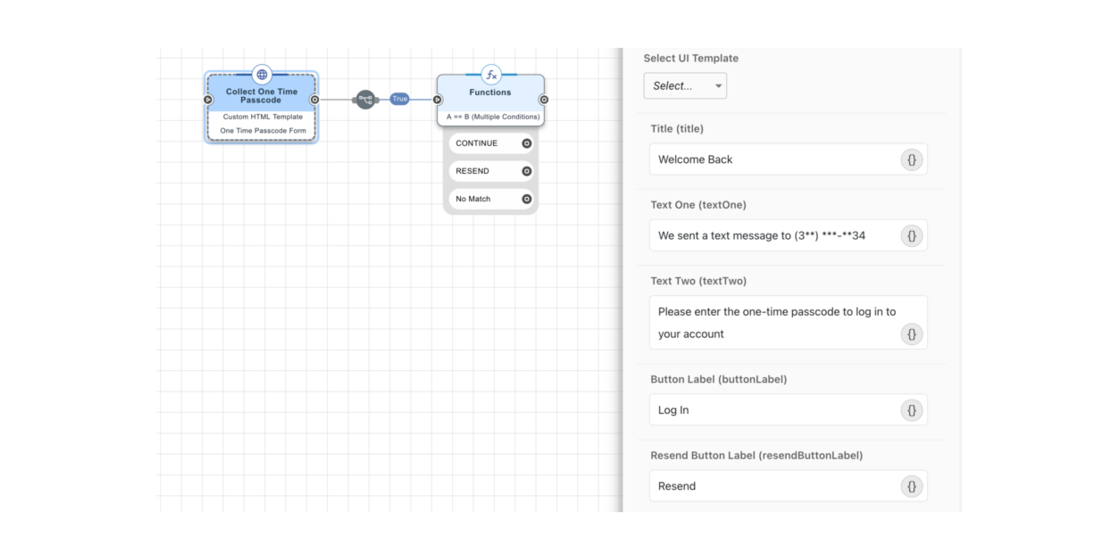 Collect One Time
Passcode
Custom HTML Template
One Time Passcode Form
True
fx
Functions
A == B (Multiple Conditions)
CONTINUE
RESEND
No Match
Select UI Template
Select...
Title (title)
Welcome Back
{}
Text One (textOne)
We sent a text message to (3**) ***-**34
{}
Text Two (textTwo)
Please enter the one-time passcode to log in to
your account
{}
Button Label (buttonLabel)
Log In
{}
Resend Button Label (resendButtonLabel)
Resend
{}